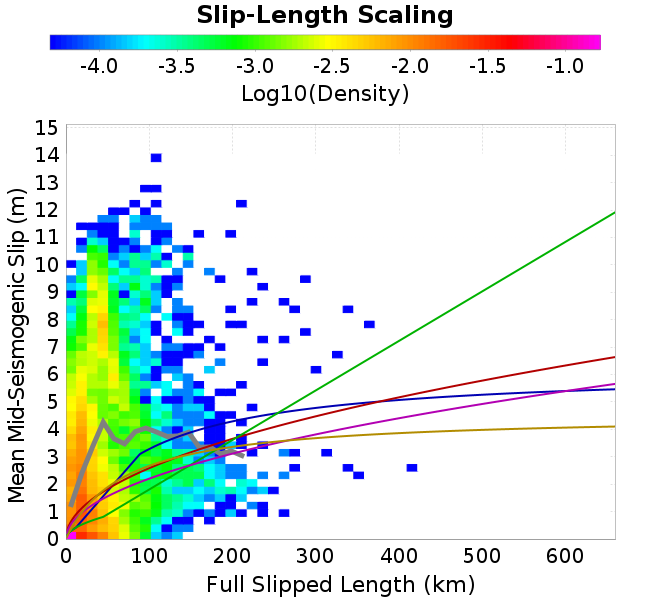 Slip-Length Scaling
-4.0 -3.5 -3.0 -2.5 -2.0 -1.5 -1.0
Log10(Density)
15
14
13
12
11
10
9
8
7
6
5
4
3
2
1
0
Mean Mid-Seismogenic Slip (m)
0 100 200 300 400 500 600
Full Slipped Length (km)